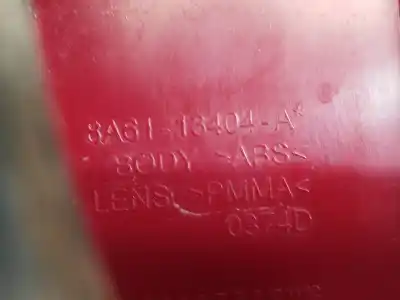 8A61-13404-A*
BODY >ABS<
LENS >PMMA<
0374D